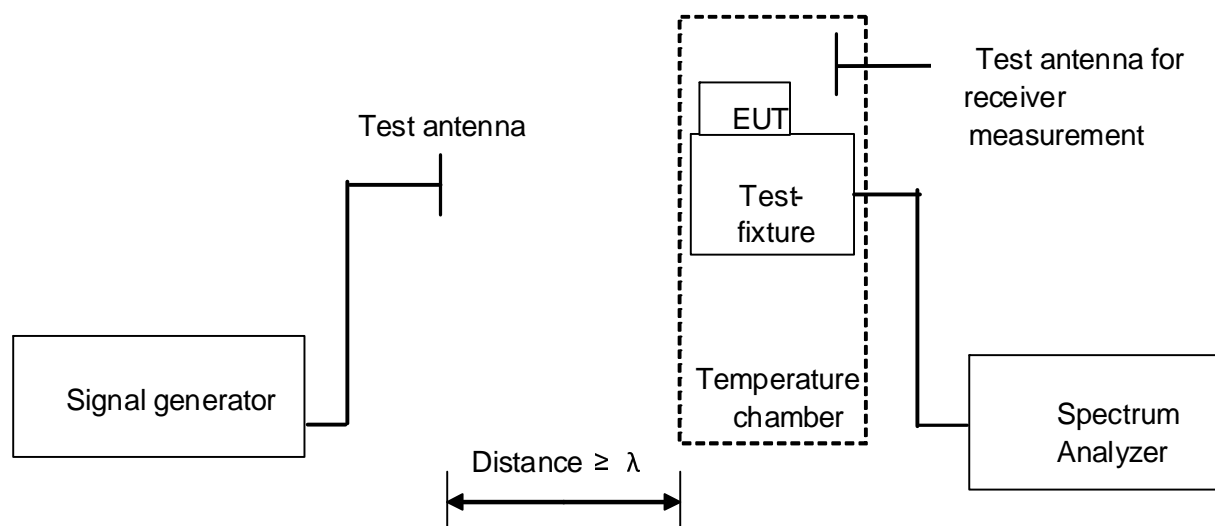 Test antenna for
receiver
measurement
Test antenna
EUT
Test-
fixture
Signal generator
Temperature
chamber
Spectrum
Analyzer
Distance ≥ λ